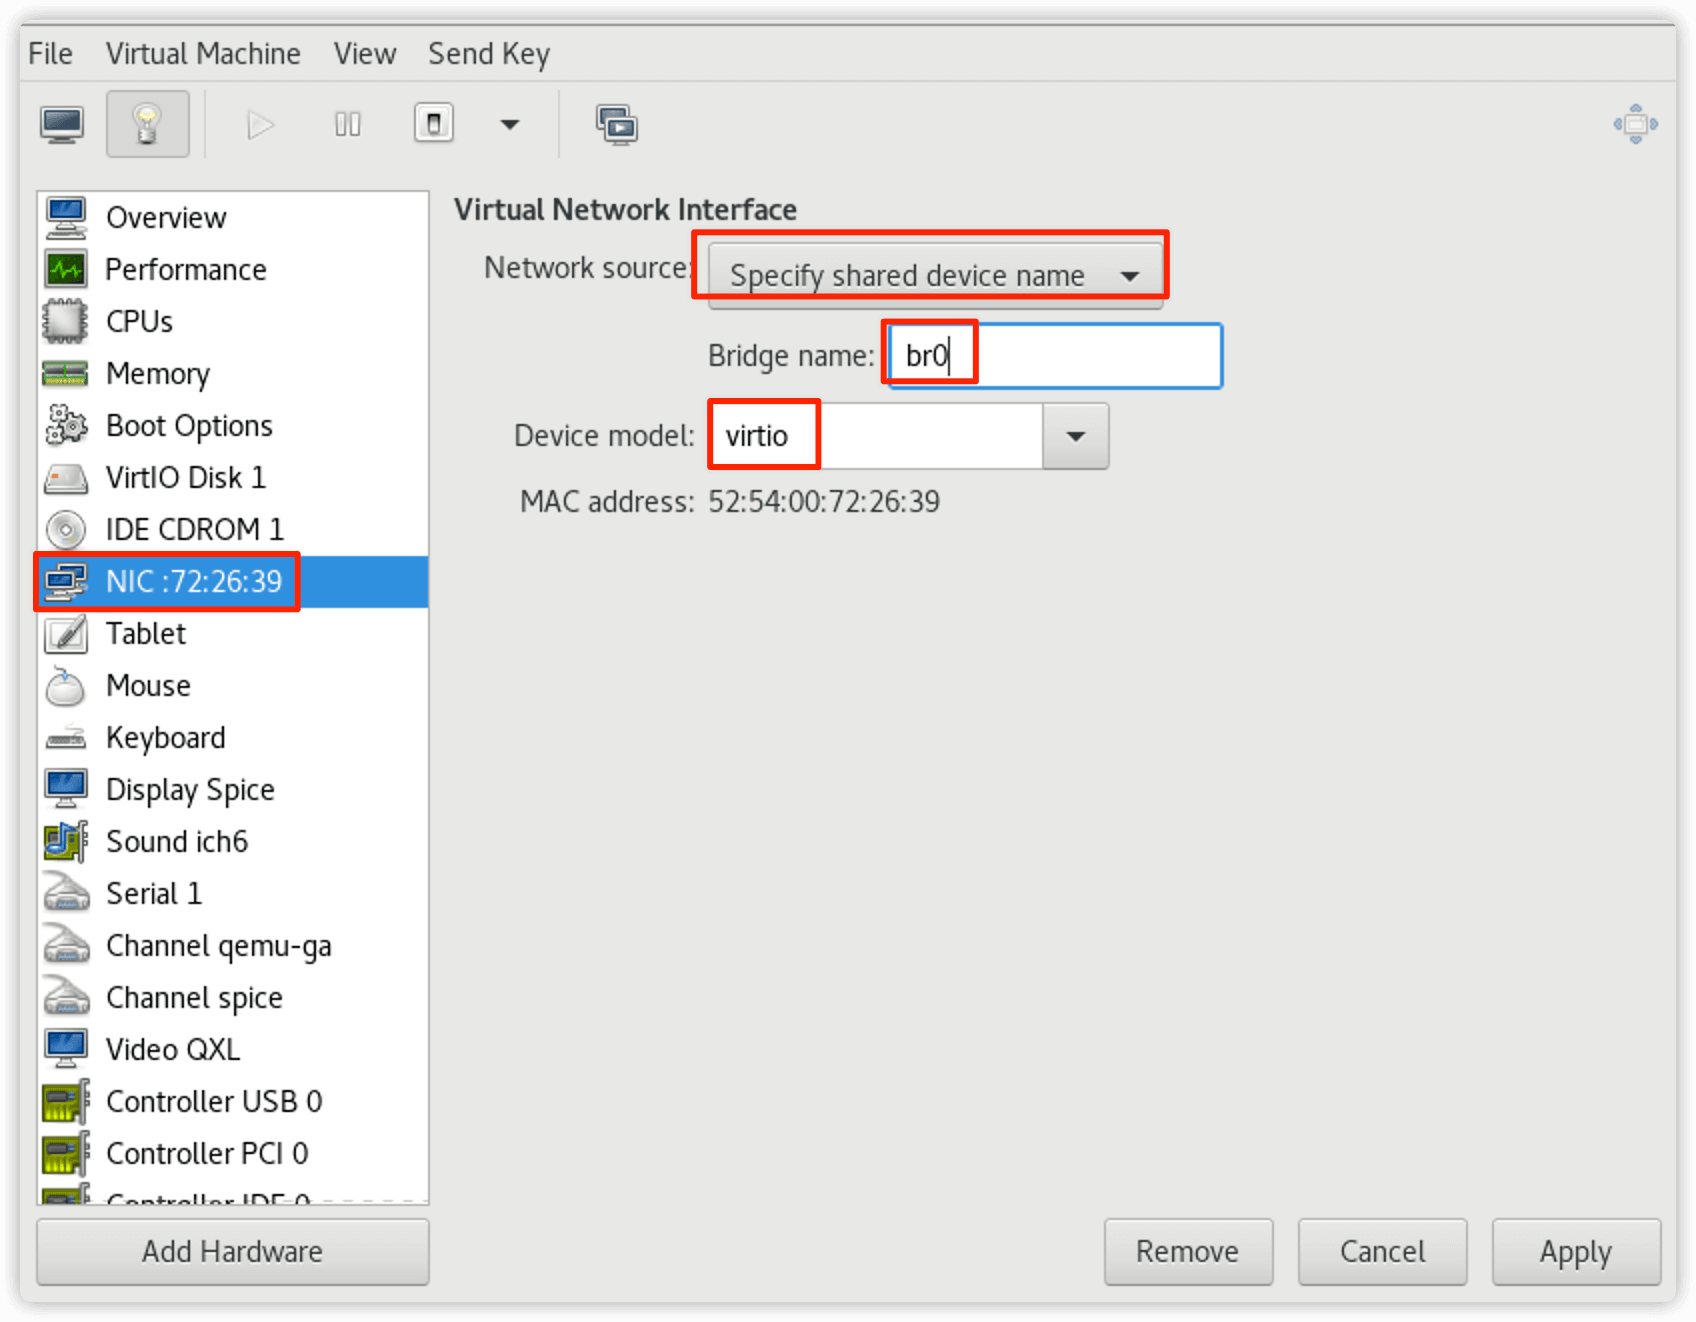 File Virtual Machine View Send Key
Overview
Performance
CPUs
Memory
Boot Options
VirtIO Disk 1
IDE CDROM 1
NIC :72:26:39
Tablet
Mouse
Keyboard
Display Spice
Sound ich6
Serial 1
Channel qemu-ga
Channel spice
Video QXL
Controller USB 0
Controller PCI 0
Controller IDE 0
Add Hardware
Virtual Network Interface
Network source: Specify shared device name
Bridge name: br0
Device model: virtio
MAC address: 52:54:00:72:26:39
Remove Cancel Apply